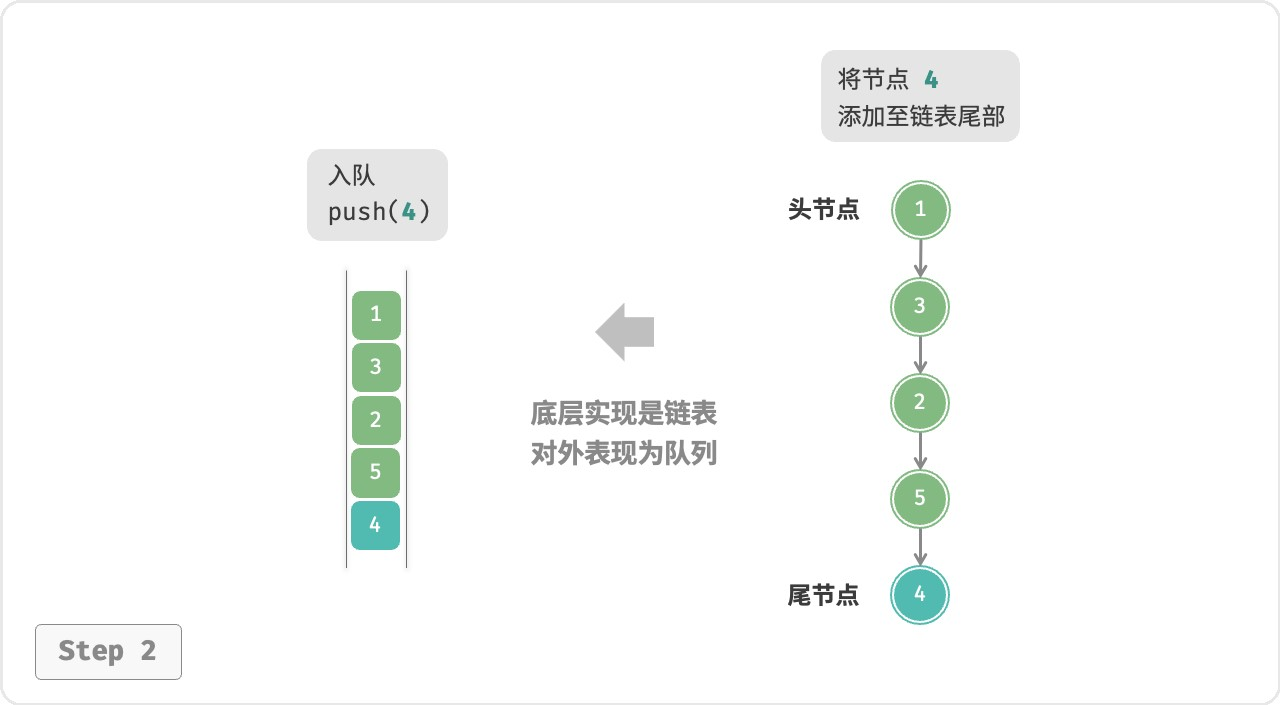 入队
push(4)
1
3
2
5
4
底层实现是链表
对外表现为队列
将节点 4
添加至链表尾部
头节点
1
3
2
5
尾节点
4
Step 2